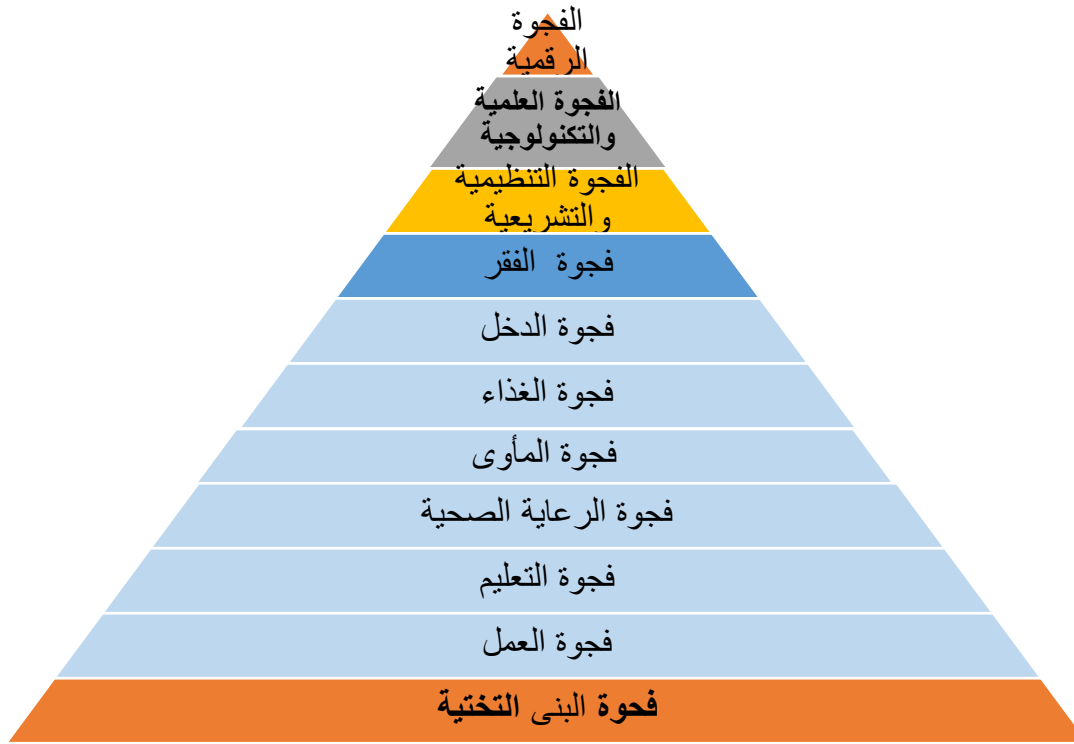 الفجوة
الرقمية
الفجوة العلمية
والتكنولوجية
الفجوة التنظيمية
والتشريعية
فجوة الفقر
فجوة الدخل
فجوة الغذاء
فجوة المأوى
فجوة الرعاية الصحية
فجوة التعليم
فجوة العمل
فحوة البنى التختية